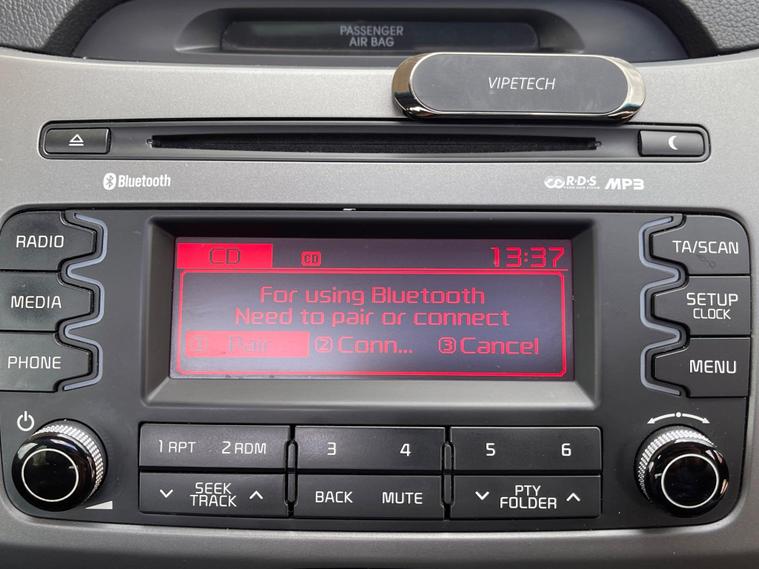 PASSENGER
AIR BAG
VIPETECH
Bluetooth
R·D·S MP3
RADIO
MEDIA
PHONE
CD CD 13:37
For using Bluetooth
Need to pair or connect
1 Pair 2 Conn... 3 Cancel
TA/SCAN
SETUP
CLOCK
MENU
1 RPT 2 RDM 3 4 5 6
SEEK
TRACK
BACK MUTE
PTY
FOLDER